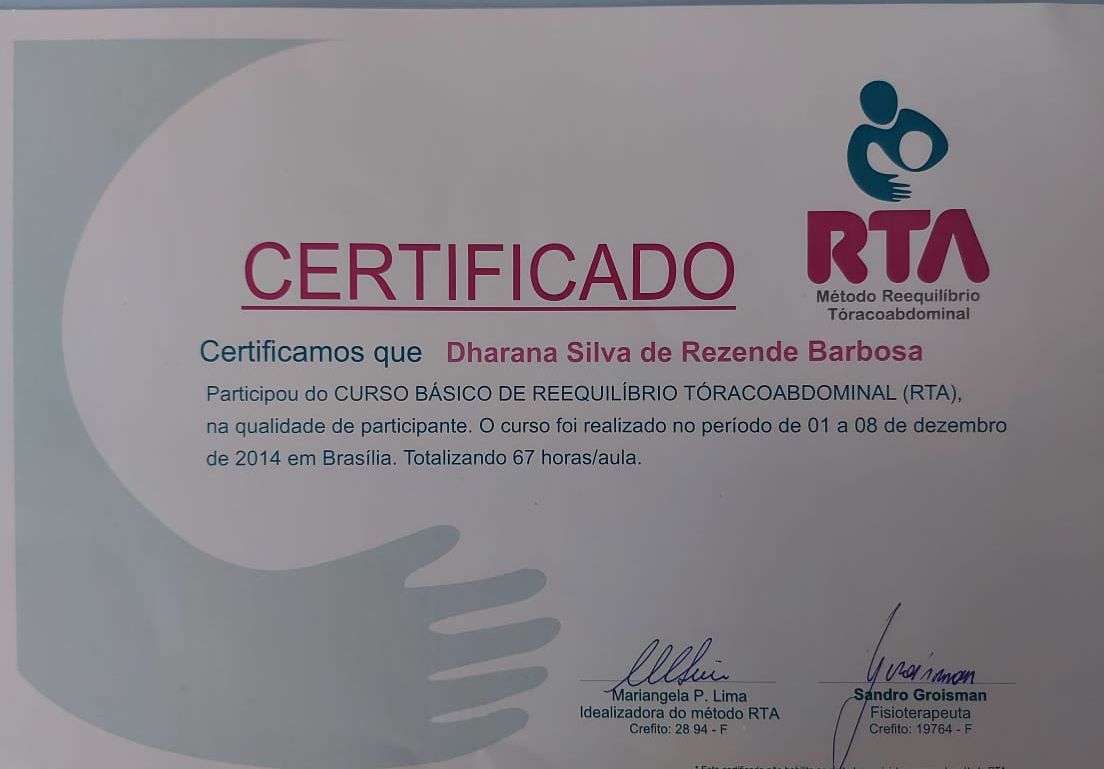 RTA
Método Reequilíbrio
Tóracoabdominal
CERTIFICADO
Certificamos que Dharana Silva de Rezende Barbosa
Participou do CURSO BÁSICO DE REEQUILÍBRIO TÓRACOABDOMINAL (RTA),
na qualidade de participante. O curso foi realizado no período de 01 a 08 de dezembro
de 2014 em Brasília. Totalizando 67 horas/aula.
Mariangela P. Lima
Idealizadora do método RTA
Crefito: 28 94 - F
Groisman
Sandro Groisman
Fisioterapeuta
Crefito: 19764 - F